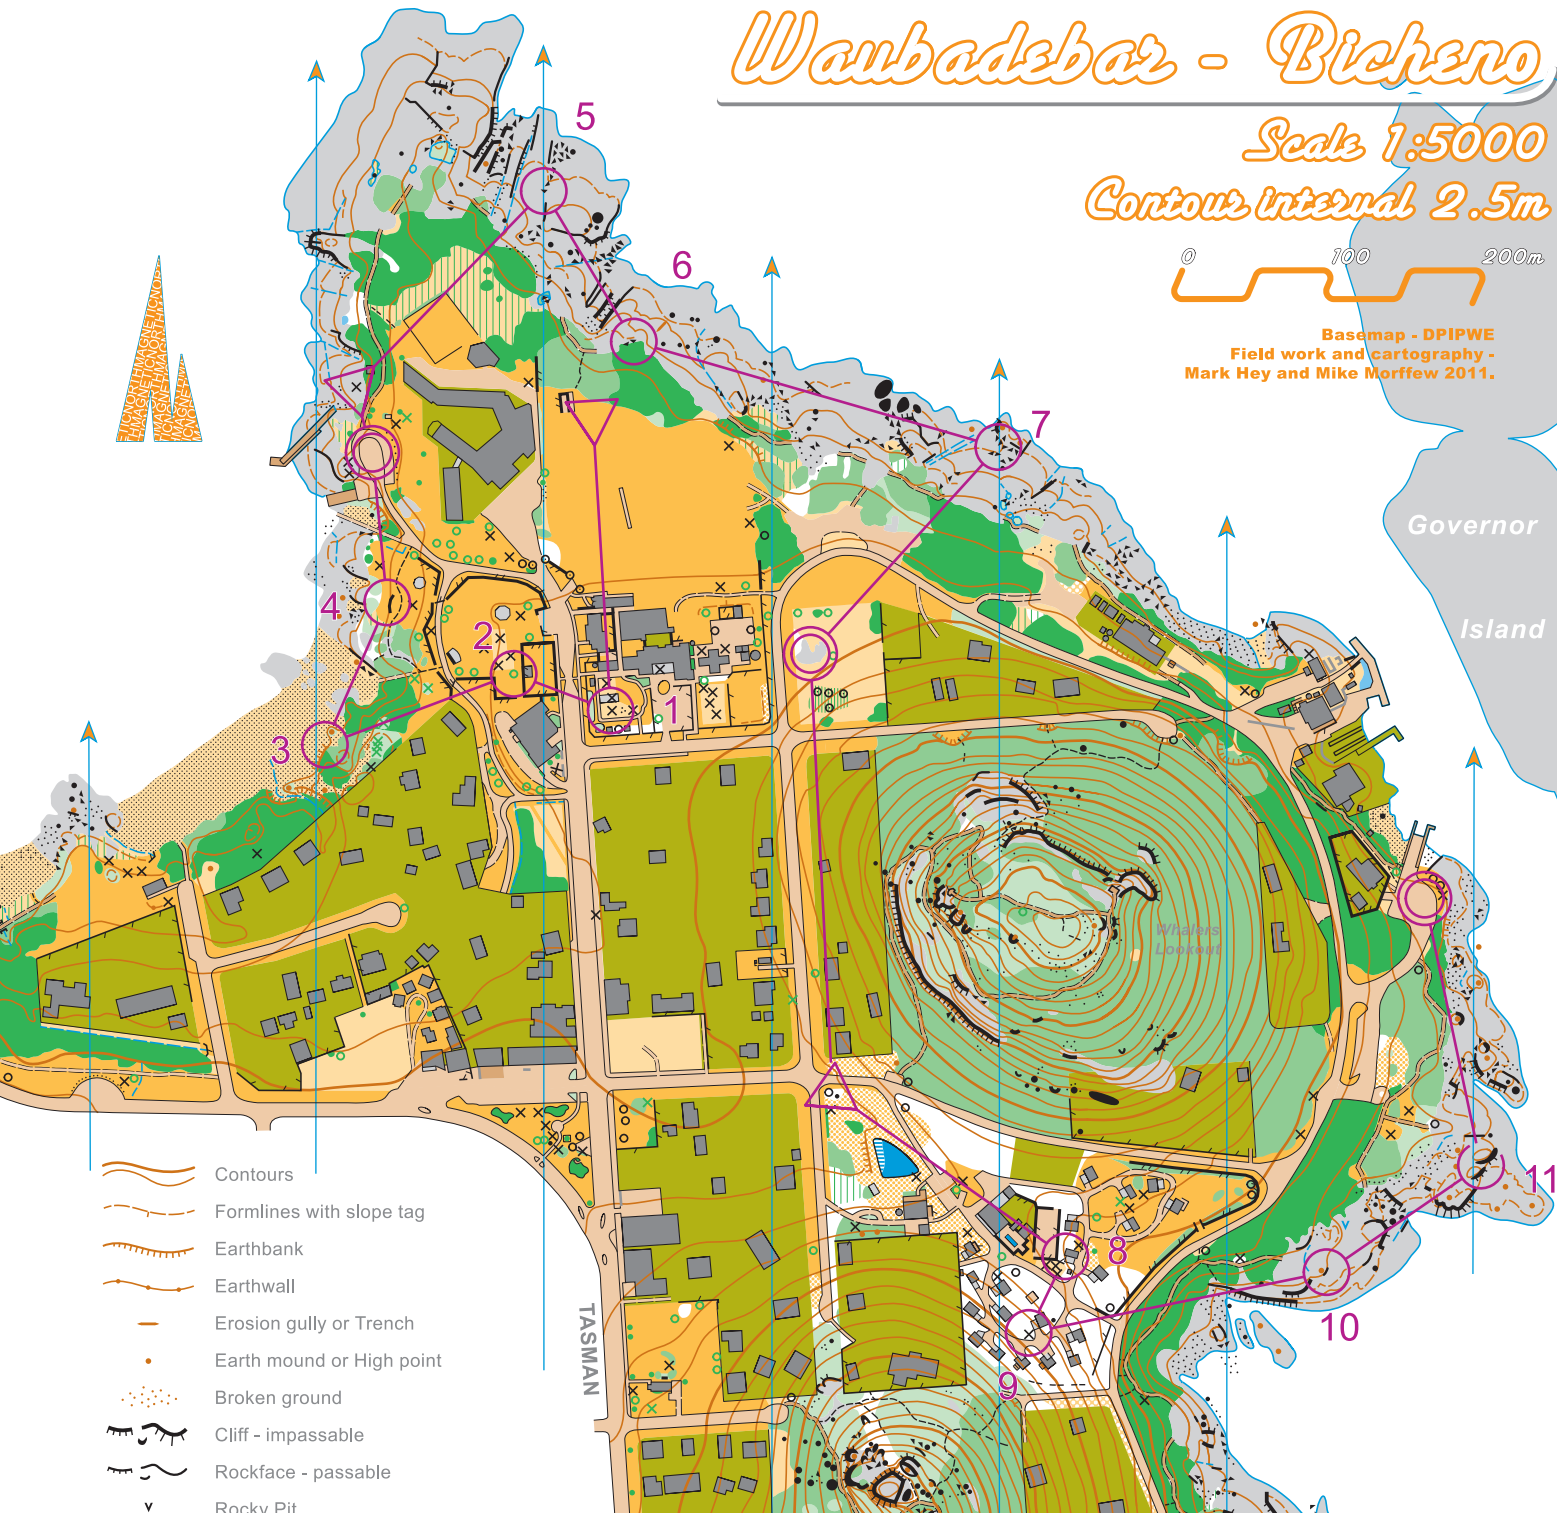 Waubadebar - Bicheno
Scale 1:5000
Contour interval 2.5m
0 100 200m
Basemap - DPIPWE
Field work and cartography -
Mark Hey and Mike Morffew 2011.
5
6
7
Governor
Island
4
2
1
3
Whalers
Lookout
11
8
10
9
TASMAN
Contours
Formlines with slope tag
Earthbank
Earthwall
Erosion gully or Trench
Earth mound or High point
Broken ground
Cliff - impassable
Rockface - passable
Rocky Pit